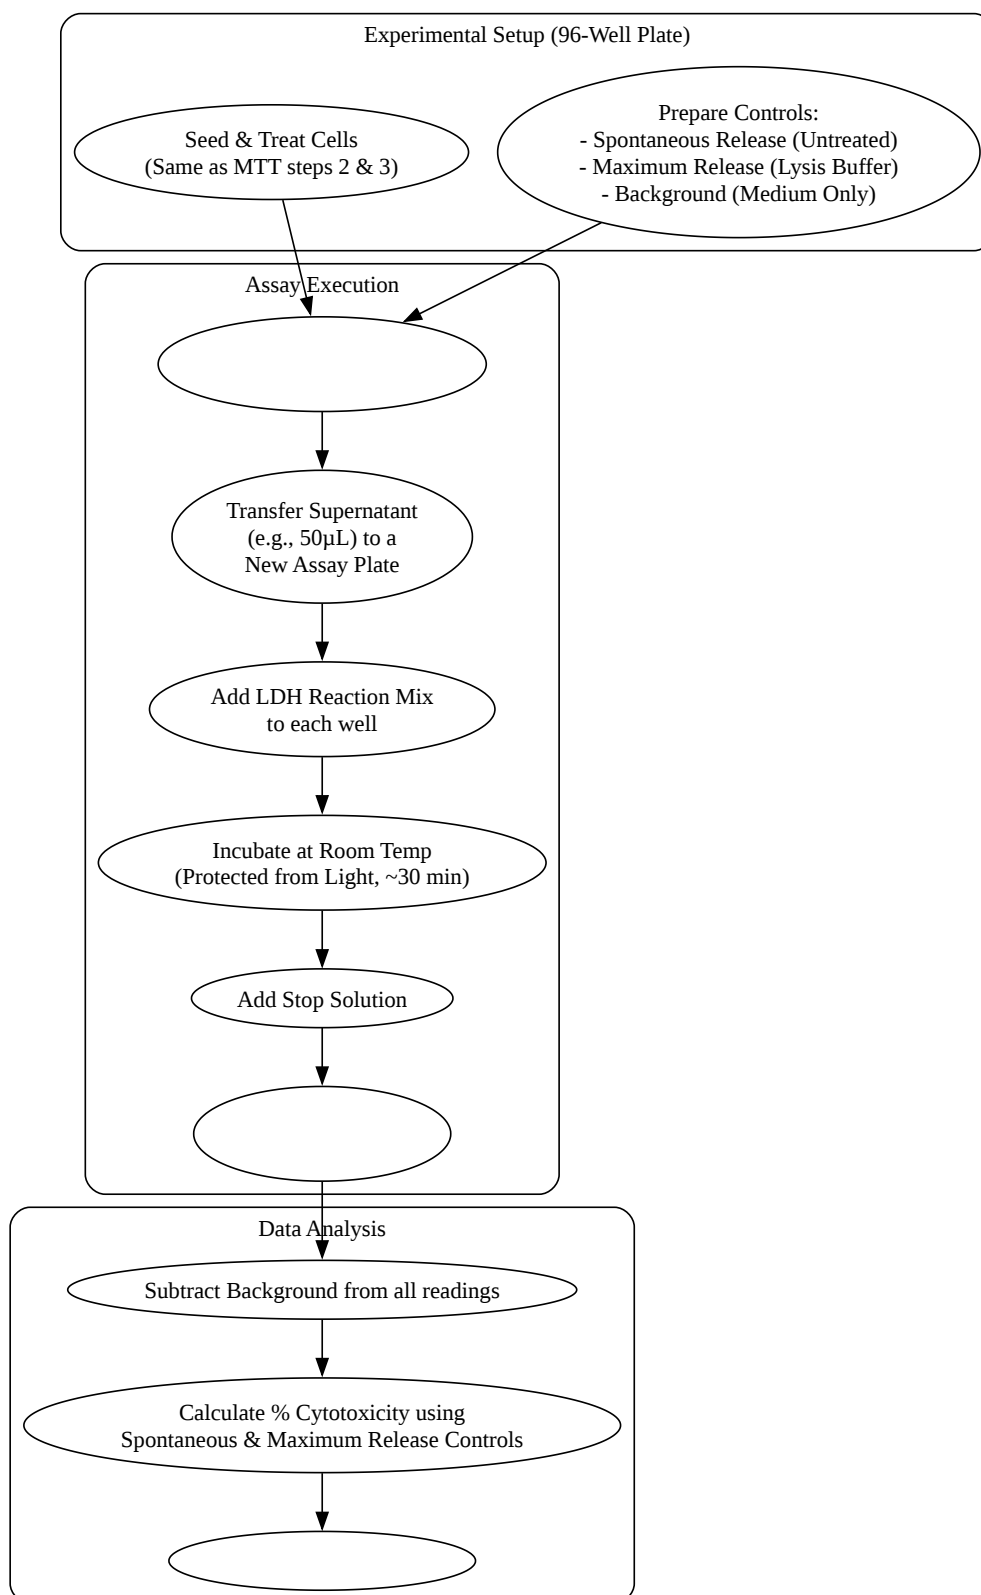 Experimental Setup (96-Well Plate)
Seed & Treat Cells
(Same as MTT steps 2 & 3)
Prepare Controls:
- Spontaneous Release (Untreated)
- Maximum Release (Lysis Buffer)
- Background (Medium Only)
Assay Execution
Transfer Supernatant
(e.g., 50µL) to a
New Assay Plate
Add LDH Reaction Mix
to each well
Incubate at Room Temp
(Protected from Light, ~30 min)
Add Stop Solution
Data Analysis
Subtract Background from all readings
Calculate % Cytotoxicity using
Spontaneous & Maximum Release Controls